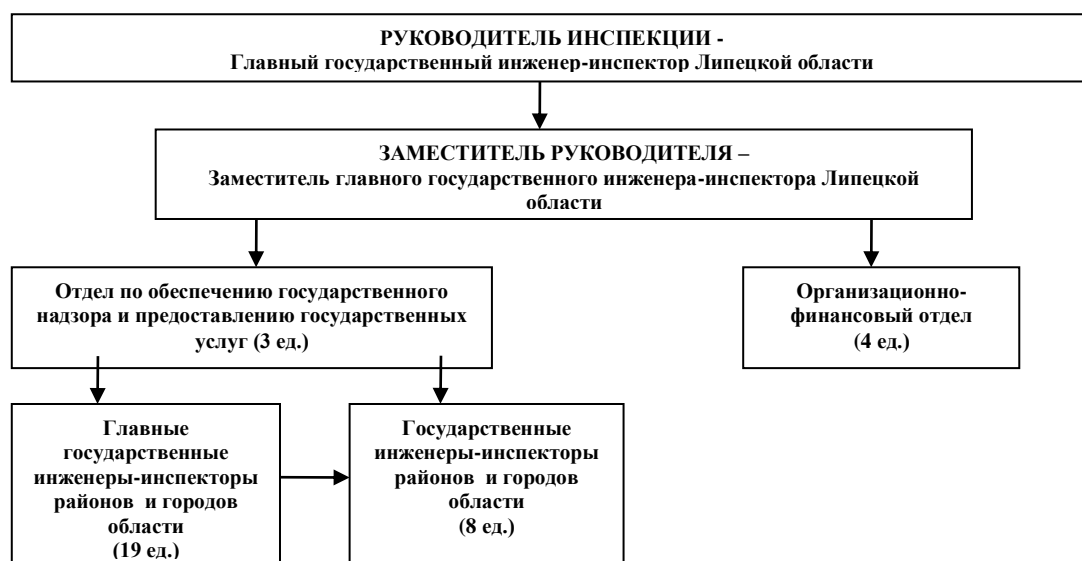 РУКОВОДИТЕЛЬ ИНСПЕКЦИИ -
Главный государственный инженер-инспектор Липецкой области
ЗАМЕСТИТЕЛЬ РУКОВОДИТЕЛЯ –
Заместитель главного государственного инженера-инспектора Липецкой
области
Отдел по обеспечению государственного
надзора и предоставлению государственных
услуг (3 ед.)
Организационно-
финансовый отдел
(4 ед.)
Главные
государственные
инженеры-инспекторы
районов и городов
области
(19 ед.)
Государственные
инженеры-инспекторы
районов и городов
области
(8 ед.)